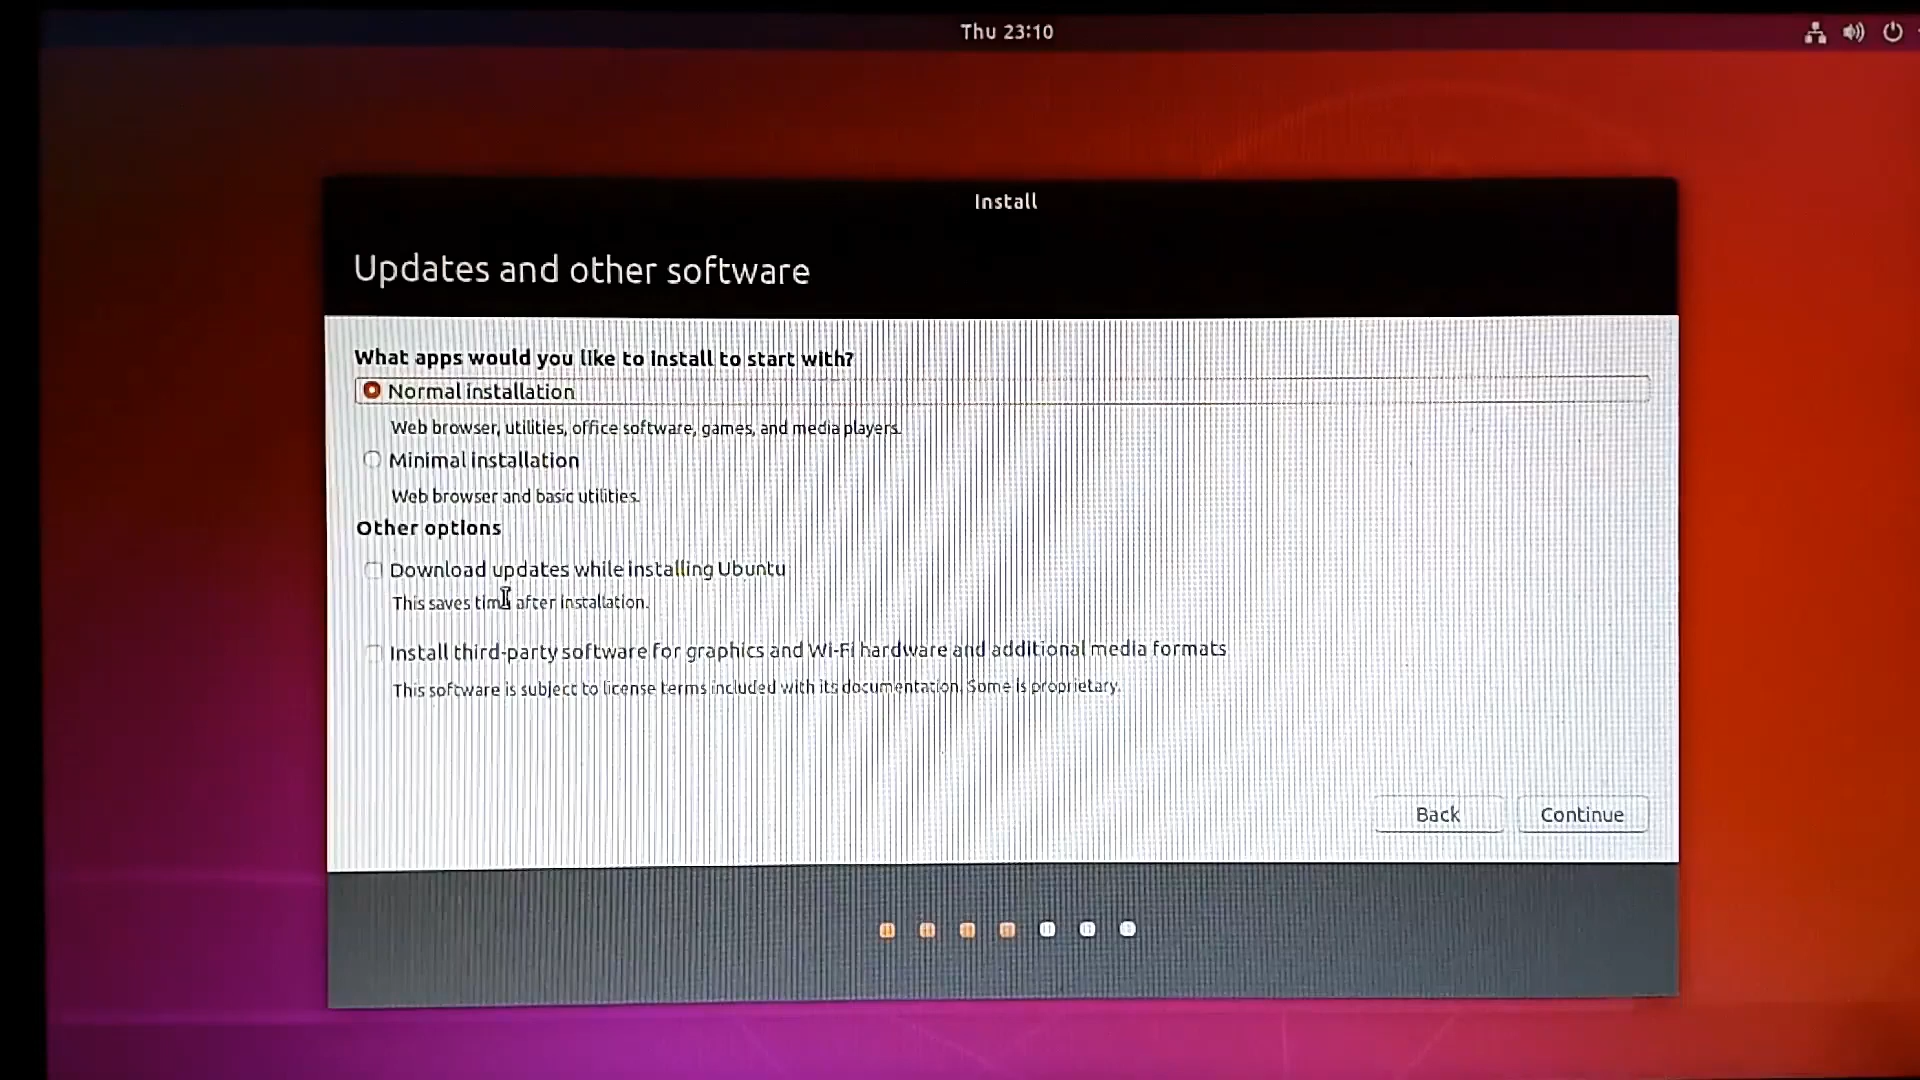 Thu 23:10
Install
Updates and other software
What apps would you like to install to start with?
Normal installation
Web browser, utilities, office software, games, and media players.
Minimal installation
Web browser and basic utilities.
Other options
Download updates while installing Ubuntu
This saves time after installation.
Install third-party software for graphics and Wi-Fi hardware and additional media formats
This software is subject to license terms included with its documentation. Some is proprietary.
Back
Continue